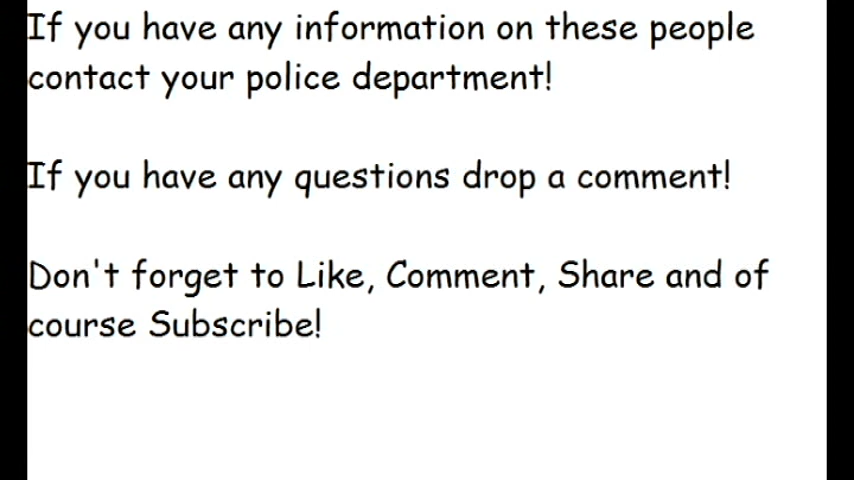 If you have any information on these people
contact your police department!
If you have any questions drop a comment!
Don't forget to Like, Comment, Share and of
course Subscribe!